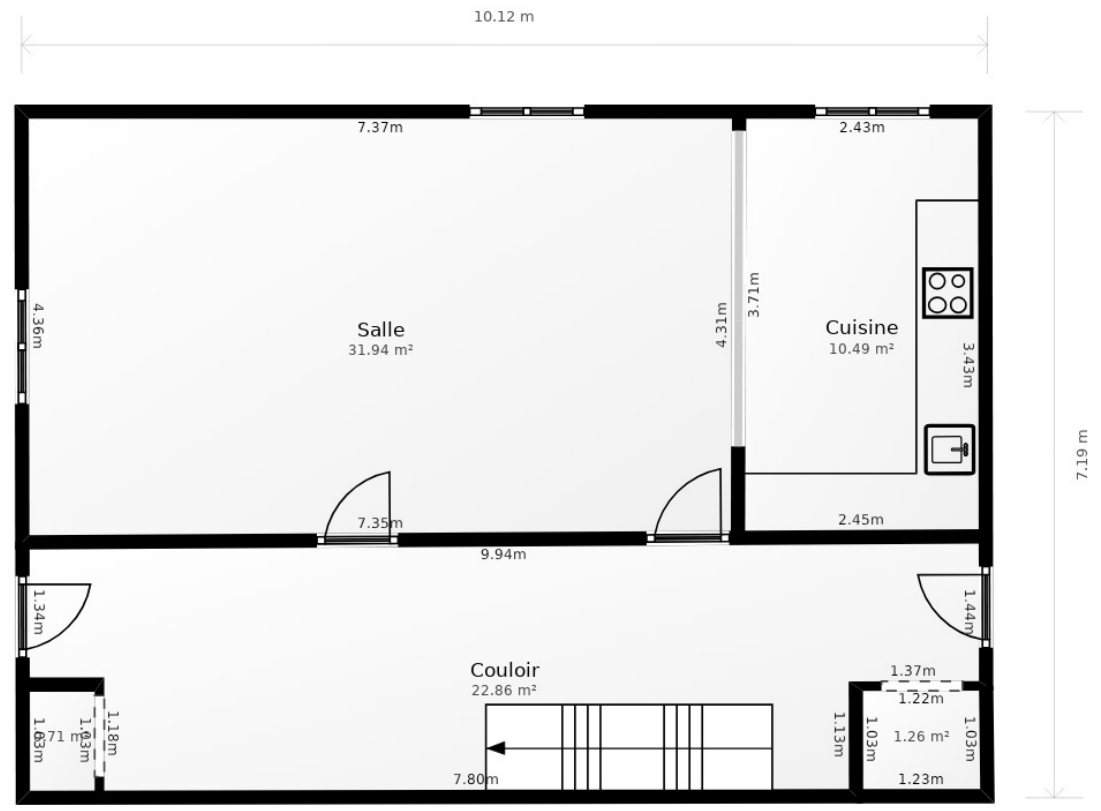 10.12 m
7.37m
2.43m
4.36m
4.31m
3.71m
Salle
31.94 m²
Cuisine
10.49 m²
3.43m
7.19 m
7.35m
2.45m
9.94m
1.34m
1.44m
Couloir
22.86 m²
1.37m
1.22m
1.03m
1.18m
1.13m
1.03m
1.26 m²
1.03m
7.80m
1.23m